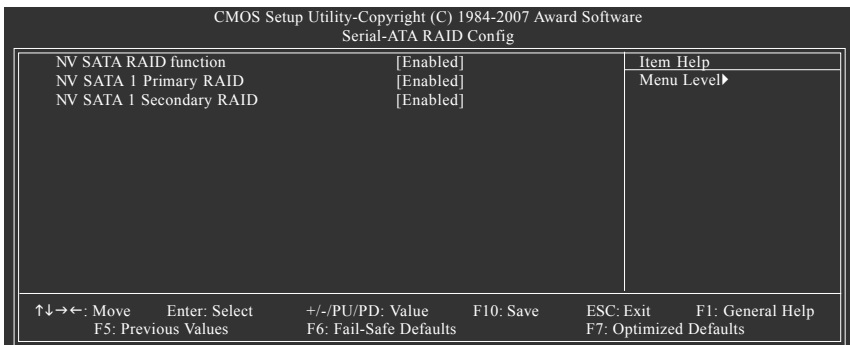 CMOS Setup Utility-Copyright (C) 1984-2007 Award Software
Serial-ATA RAID Config
NV SATA RAID function [Enabled] Item Help
NV SATA 1 Primary RAID [Enabled] Menu Level▶
NV SATA 1 Secondary RAID [Enabled]
↑↓→←: Move Enter: Select +/-/PU/PD: Value F10: Save ESC: Exit F1: General Help
F5: Previous Values F6: Fail-Safe Defaults F7: Optimized Defaults